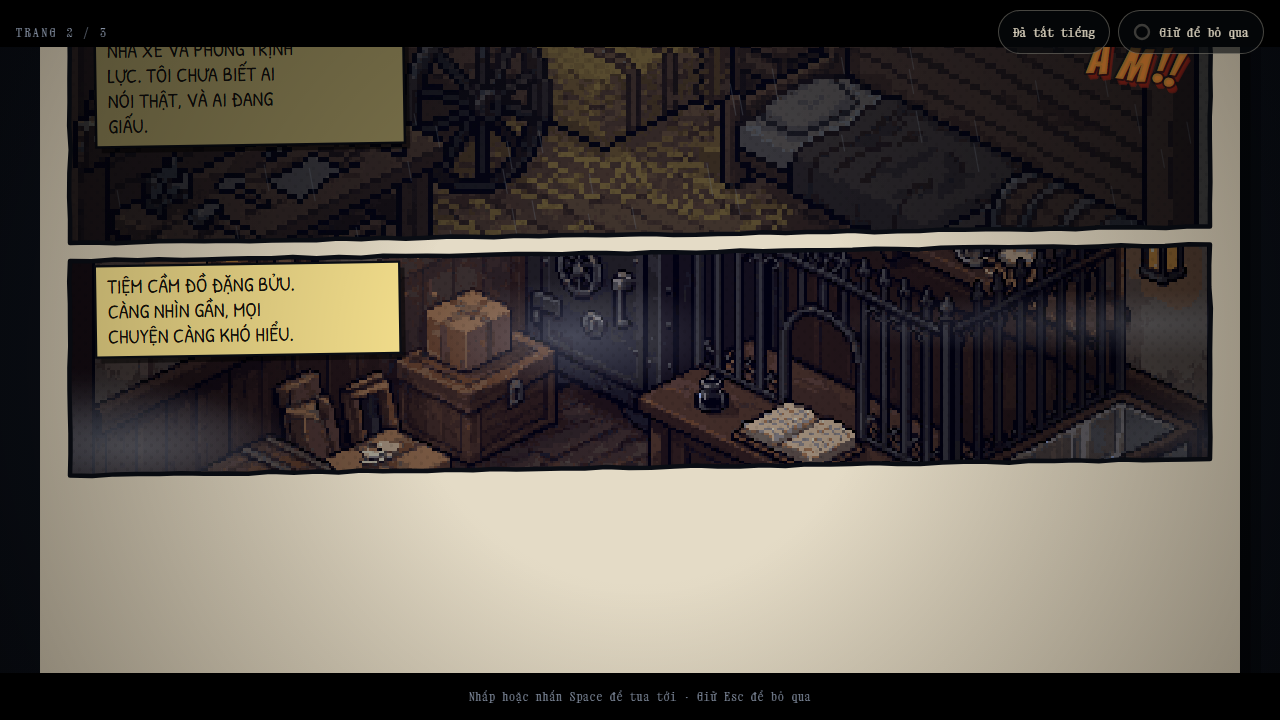 TRANG 2 / 3
Đã tắt tiếng
Giữ để bỏ qua
NHÀ XE VÀ PHÒNG TRỊNH
LỰC. TÔI CHƯA BIẾT AI
NÓI THẬT, VÀ AI ĐANG
GIẤU.
ẦM!!
TIỆM CẦM ĐỒ ĐẶNG BỬU.
CÀNG NHÌN GẦN, MỌI
CHUYỆN CÀNG KHÓ HIỂU.
Nhấp hoặc nhấn Space để tua tới · Giữ Esc để bỏ qua